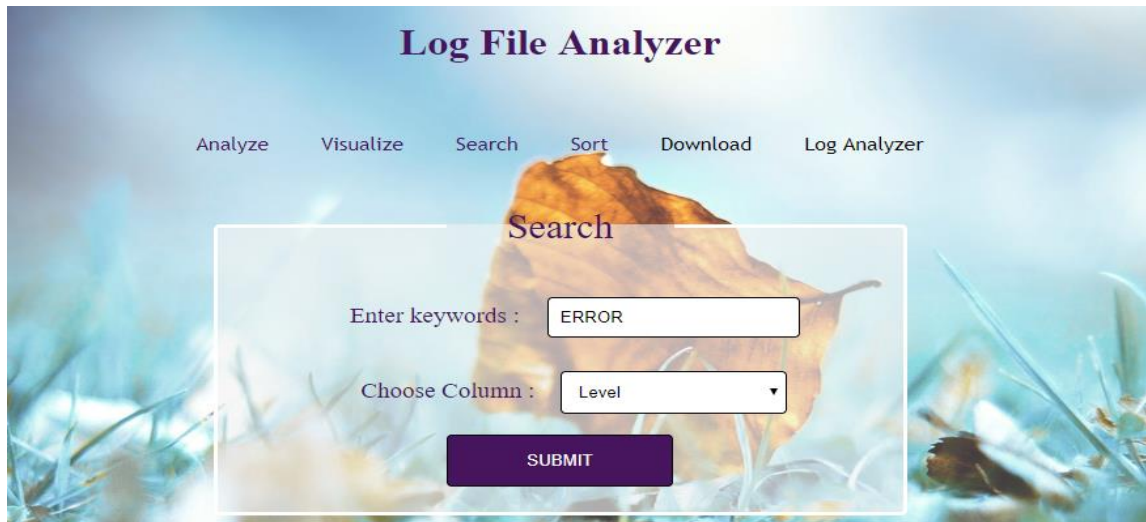 Log File Analyzer
Analyze Visualize Search Sort Download Log Analyzer
Search
Enter keywords : ERROR
Choose Column : Level
SUBMIT